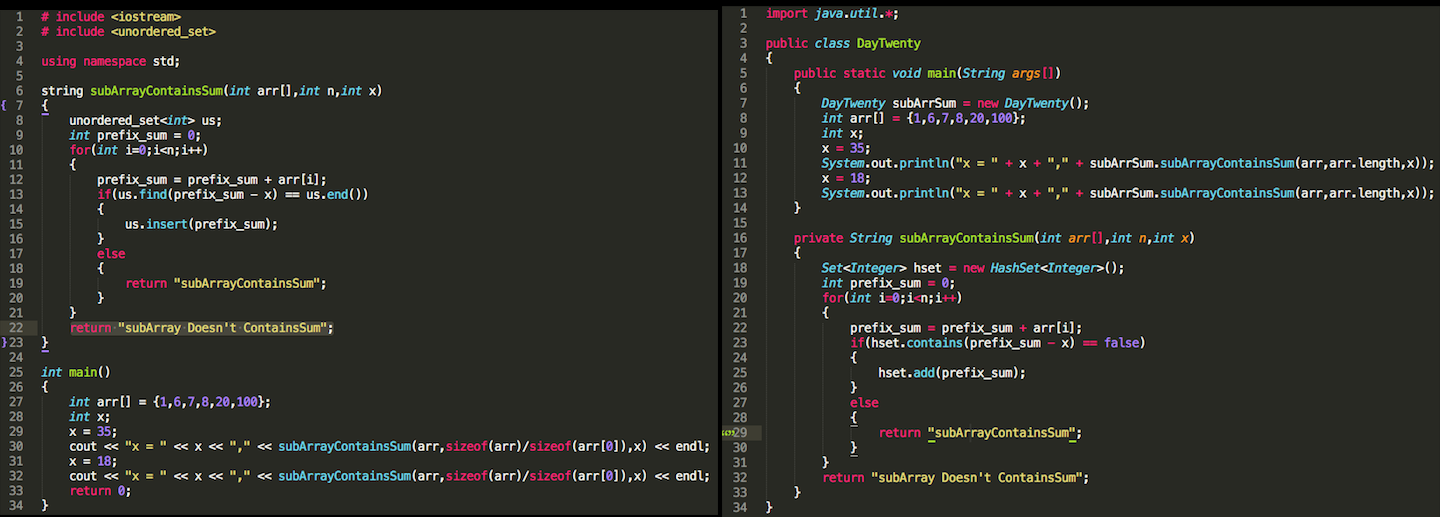 1 # include <iostream>
2 # include <unordered_set>
3
4 using namespace std;
5
6 string subArrayContainsSum(int arr[],int n,int x)
{ 7 {
8 unordered_set<int> us;
9 int prefix_sum = 0;
10 for(int i=0;i<n;i++)
11 {
12 prefix_sum = prefix_sum + arr[i];
13 if(us.find(prefix_sum - x) == us.end())
14 {
15 us.insert(prefix_sum);
16 }
17 else
18 {
19 return "subArrayContainsSum";
20 }
21 }
22 return "subArray Doesn't ContainsSum";
}23 }
24
25 int main()
26 {
27 int arr[] = {1,6,7,8,20,100};
28 int x;
29 x = 35;
30 cout << "x = " << x << "," << subArrayContainsSum(arr,sizeof(arr)/sizeof(arr[0]),x) << endl;
31 x = 18;
32 cout << "x = " << x << "," << subArrayContainsSum(arr,sizeof(arr)/sizeof(arr[0]),x) << endl;
33 return 0;
34 }
1 import java.util.*;
2
3 public class DayTwenty
4 {
5 public static void main(String args[])
6 {
7 DayTwenty subArrSum = new DayTwenty();
8 int arr[] = {1,6,7,8,20,100};
9 int x;
10 x = 35;
11 System.out.println("x = " + x + "," + subArrSum.subArrayContainsSum(arr,arr.length,x));
12 x = 18;
13 System.out.println("x = " + x + "," + subArrSum.subArrayContainsSum(arr,arr.length,x));
14 }
15
16 private String subArrayContainsSum(int arr[],int n,int x)
17 {
18 Set<Integer> hset = new HashSet<Integer>();
19 int prefix_sum = 0;
20 for(int i=0;i<n;i++)
21 {
22 prefix_sum = prefix_sum + arr[i];
23 if(hset.contains(prefix_sum - x) == false)
24 {
25 hset.add(prefix_sum);
26 }
27 else
28 {
29 return "subArrayContainsSum";
30 }
31 }
32 return "subArray Doesn't ContainsSum";
33 }
34 }